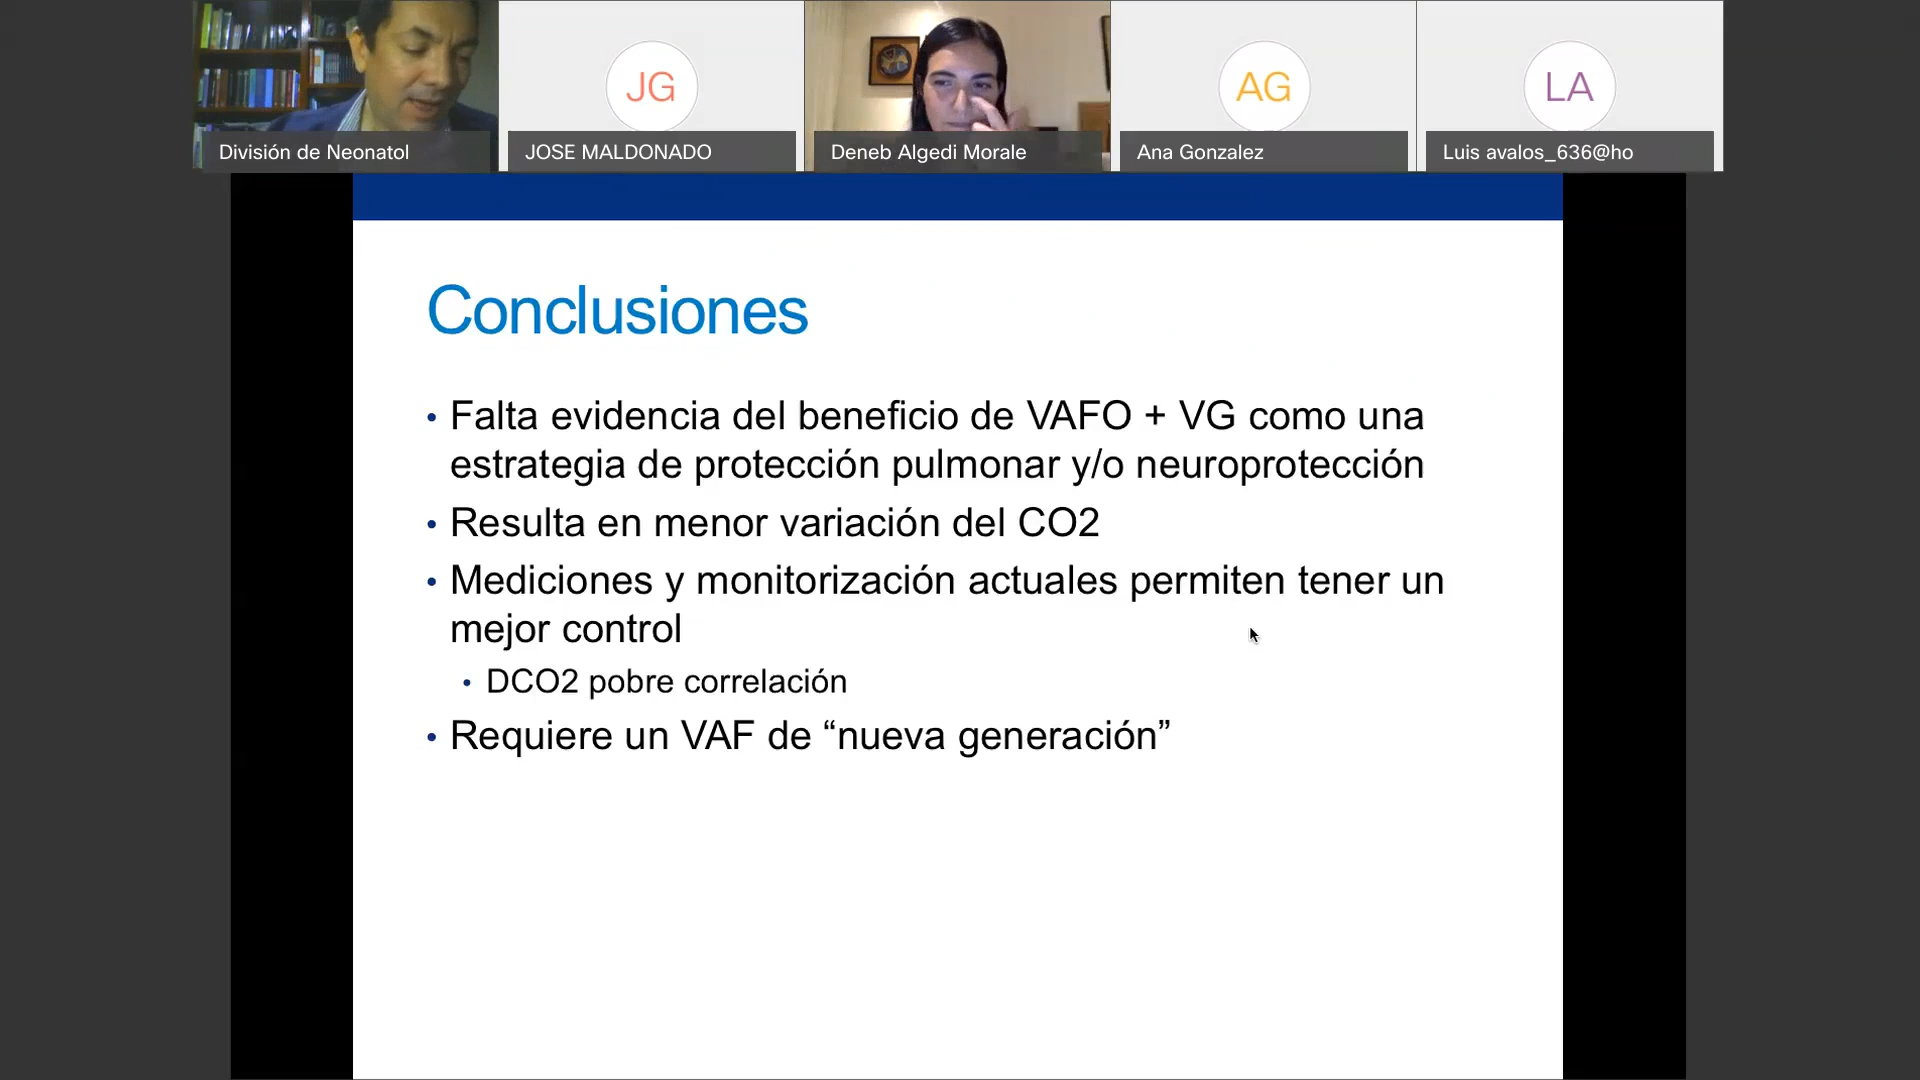 División de Neonatol
JG
JOSE MALDONADO
Deneb Algedi Morale
AG
Ana Gonzalez
LA
Luis avalos_636@ho
Conclusiones
• Falta evidencia del beneficio de VAFO + VG como una
estrategia de protección pulmonar y/o neuroprotección
• Resulta en menor variación del CO2
• Mediciones y monitorización actuales permiten tener un
mejor control
• DCO2 pobre correlación
• Requiere un VAF de “nueva generación”